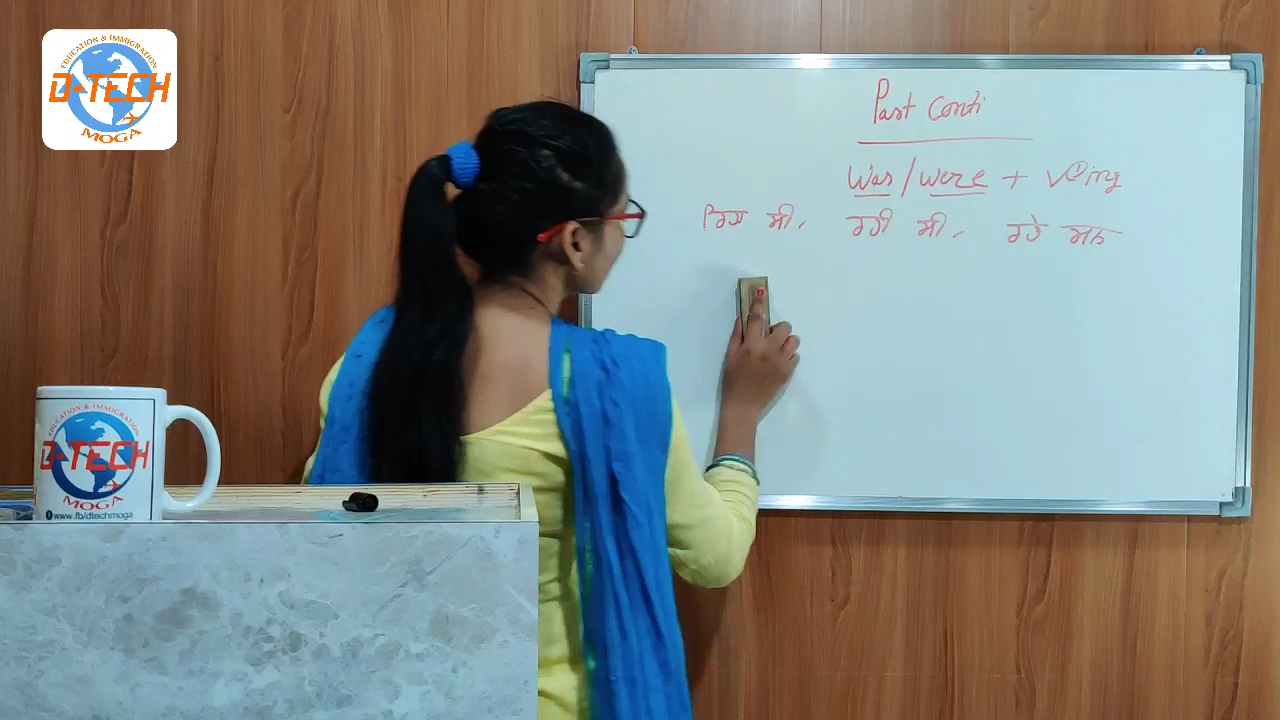 EDUCATION & IMMIGRATION
D-TECH
MOGA
Past Conti
Was/Were + V①ing
ਰਿਹਾ ਸੀ, ਰਹੀ ਸੀ, ਰਹੇ ਸਨ
EDUCATION & IMMIGRATION
D-TECH
MOGA
www.fb/dtechmoga